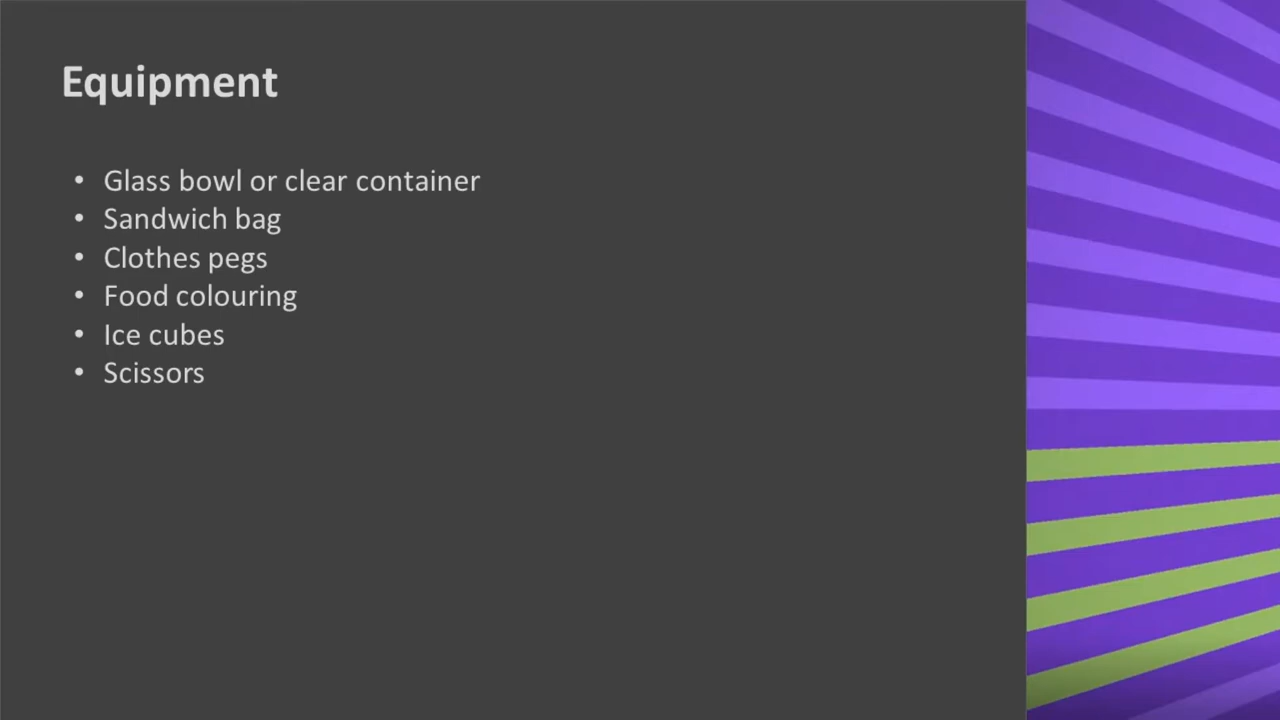 Equipment
• Glass bowl or clear container
• Sandwich bag
• Clothes pegs
• Food colouring
• Ice cubes
• Scissors